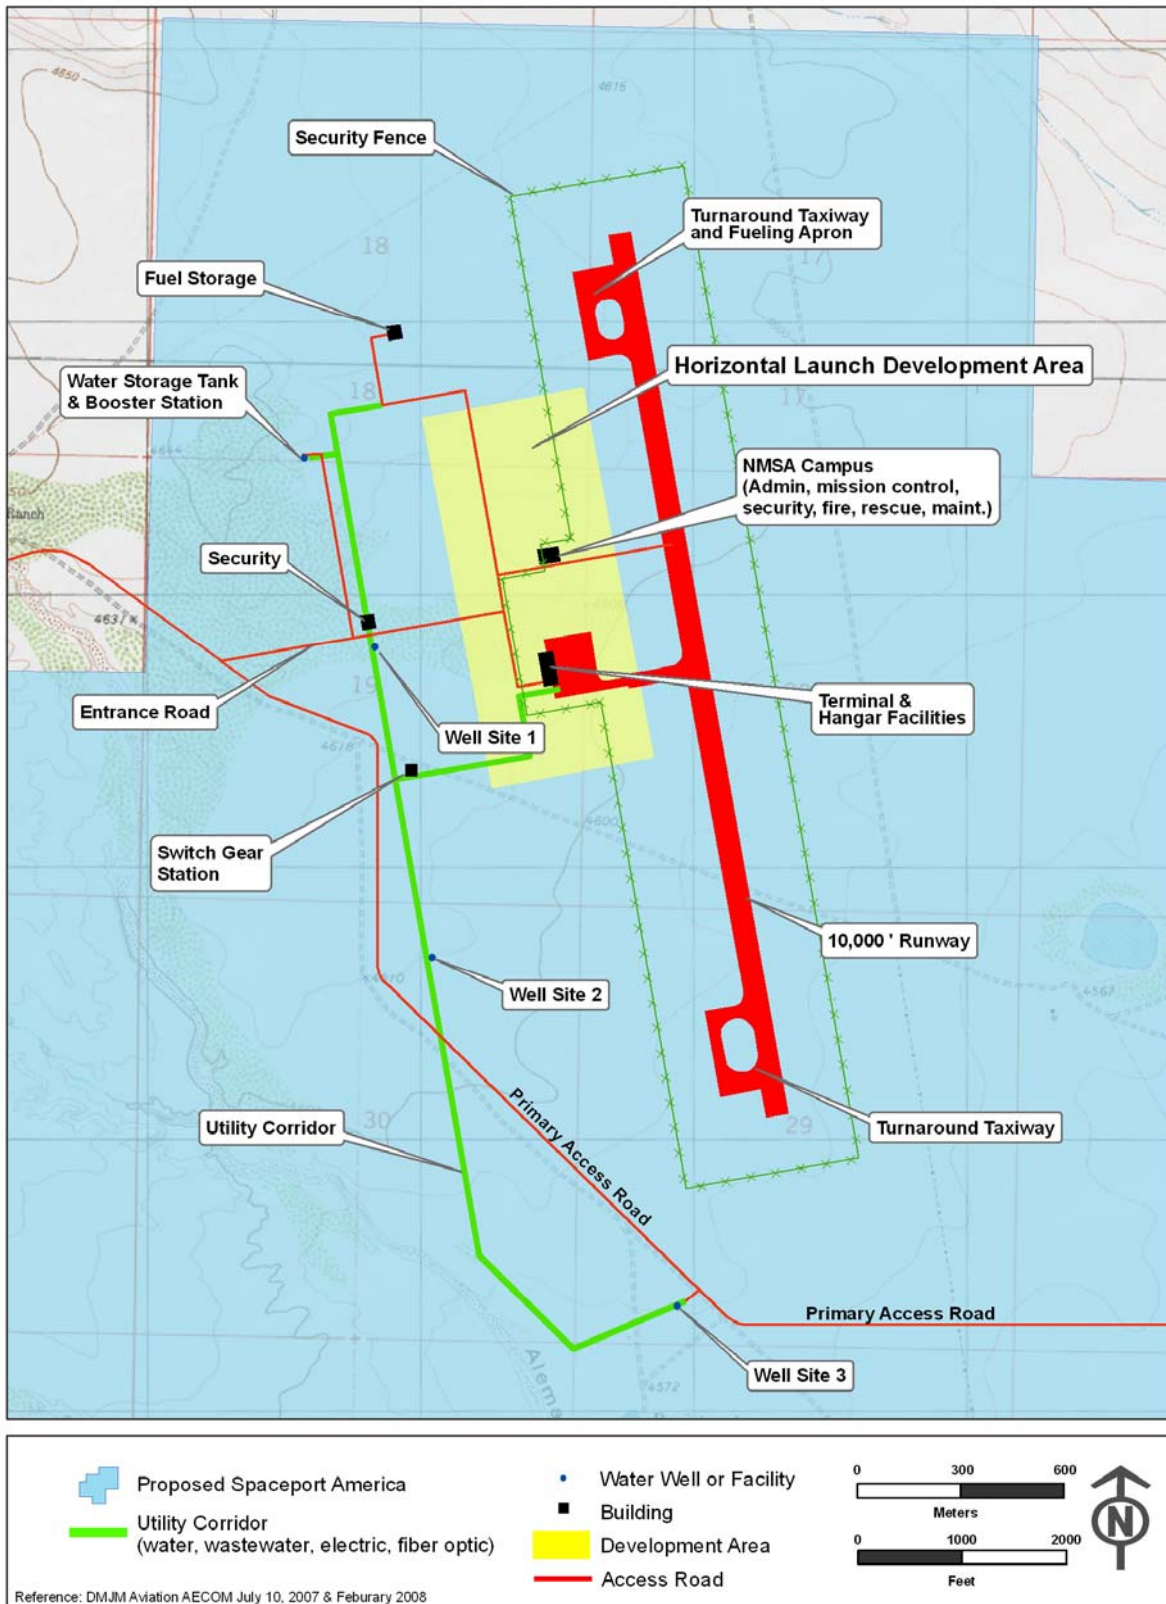 4650
4615
Security Fence
18
Turnaround Taxiway
and Fueling Apron
17
Fuel Storage
Horizontal Launch Development Area
Water Storage Tank
& Booster Station
18
17
NMSA Campus
(Admin, mission control,
security, fire, rescue, maint.)
Ranch
Security
4637
19
Terminal &
Hangar Facilities
Entrance Road
Well Site 1
4616
4600
Switch Gear
Station
10,000 ' Runway
Well Site 2
4610
4567
Primary Access Road
Utility Corridor
30
29
Turnaround Taxiway
Primary Access Road
Alema
Well Site 3
4572
Proposed Spaceport America
Utility Corridor
(water, wastewater, electric, fiber optic)
Water Well or Facility
Building
Development Area
Access Road
0 300 600
Meters
0 1000 2000
Feet
N
Reference: DMJM Aviation AECOM July 10, 2007 & Feburary 2008